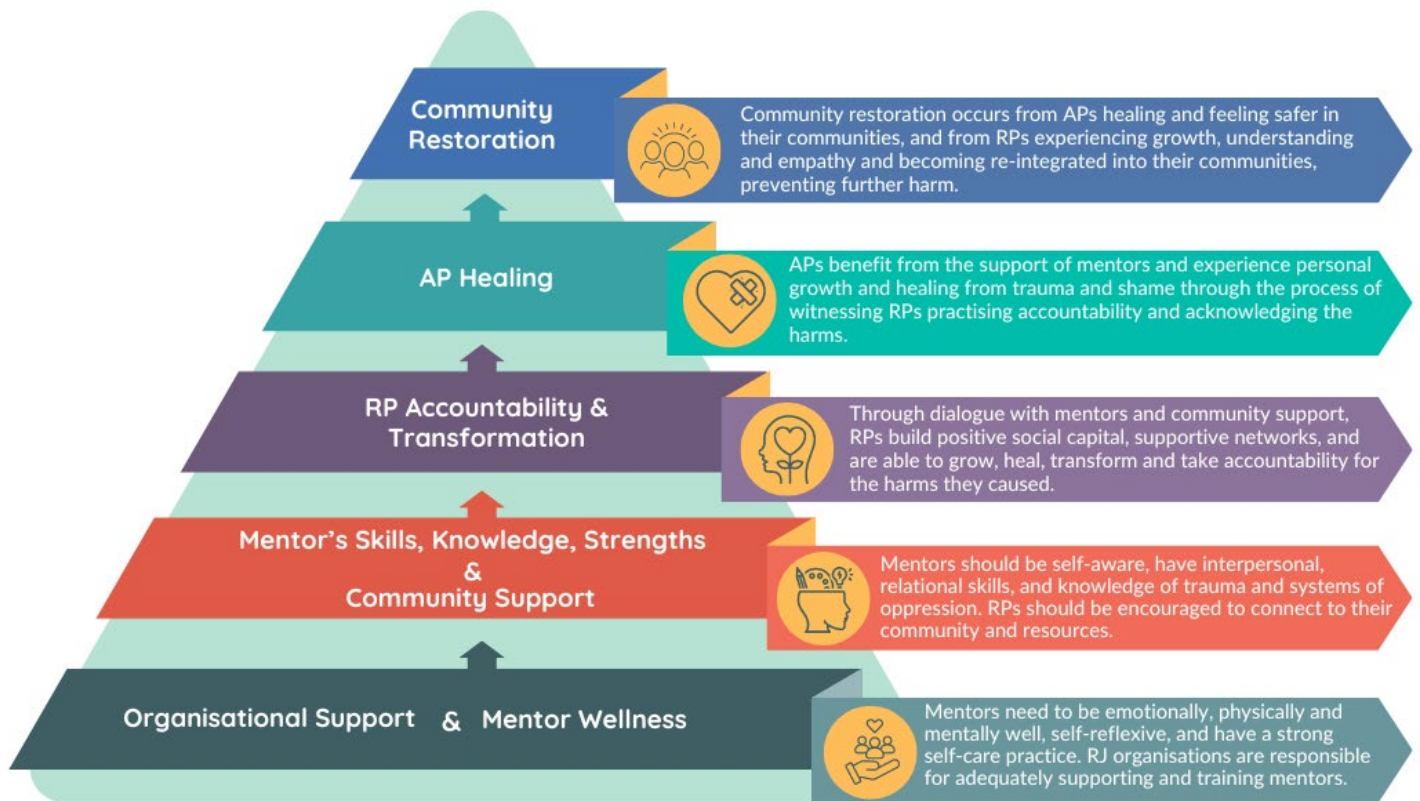 Community
Restoration
Community restoration occurs from APs healing and feeling safer in
their communities, and from RPs experiencing growth, understanding
and empathy and becoming re-integrated into their communities,
preventing further harm.
AP Healing
APs benefit from the support of mentors and experience personal
growth and healing from trauma and shame through the process of
witnessing RPs practising accountability and acknowledging the
harms.
RP Accountability &
Transformation
Through dialogue with mentors and community support,
RPs build positive social capital, supportive networks, and
are able to grow, heal, transform and take accountability for
the harms they caused.
Mentor's Skills, Knowledge, Strengths
&
Community Support
Mentors should be self-aware, have interpersonal,
relational skills, and knowledge of trauma and systems of
oppression. RPs should be encouraged to connect to their
community and resources.
Organisational Support & Mentor Wellness
Mentors need to be emotionally, physically and
mentally well, self-reflexive, and have a strong
self-care practice. RJ organisations are responsible
for adequately supporting and training mentors.